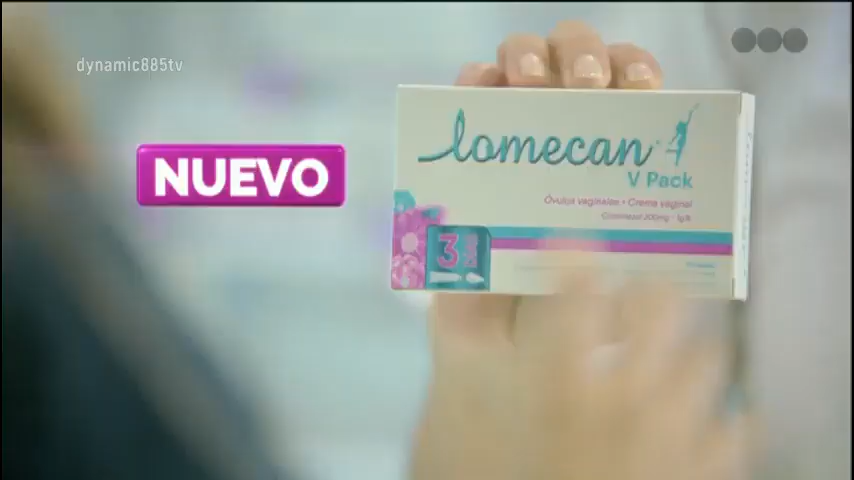 dynamic885tv
NUEVO
lomecan
V Pack
Óvulos vaginales • Crema vaginal
3